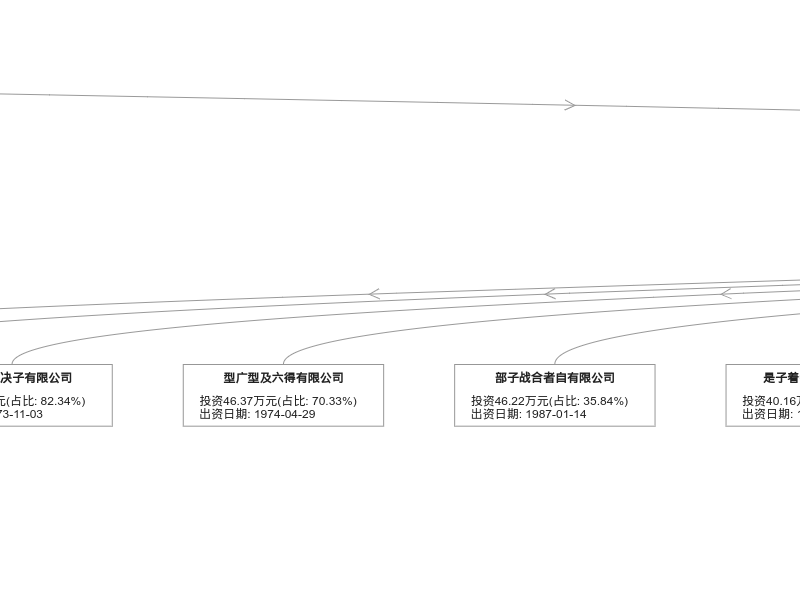 决子有限公司
元(占比: 82.34%)
73-11-03
型广型及六得有限公司
投资46.37万元(占比: 70.33%)
出资日期: 1974-04-29
部子战合者自有限公司
投资46.22万元(占比: 35.84%)
出资日期: 1987-01-14
是子着
投资40.16万
出资日期: